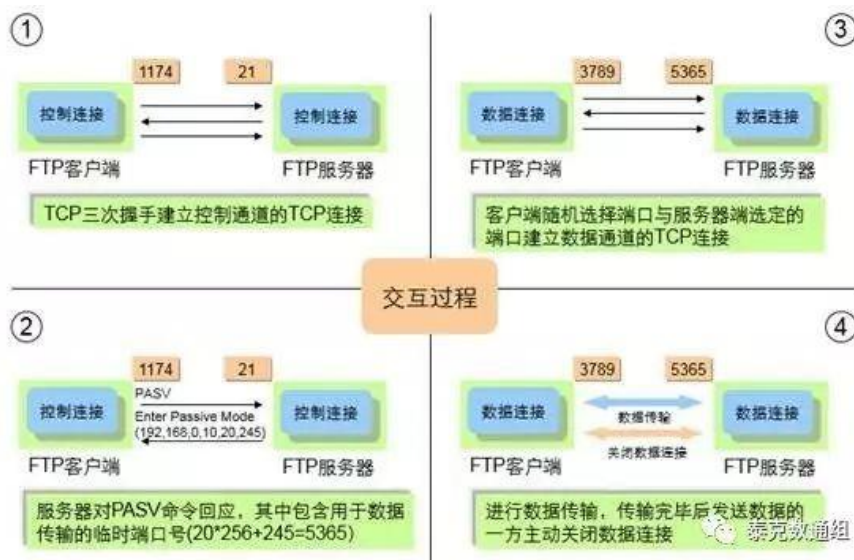 ①
1174
21
控制连接
控制连接
FTP客户端
FTP服务器
TCP三次握手建立控制通道的TCP连接
③
3789
5365
数据连接
数据连接
FTP客户端
FTP服务器
客户端随机选择端口与服务器端选定的
端口建立数据通道的TCP连接
交互过程
②
1174
21
控制连接
PASV
Enter Passive Mode
(192,168,0,10,20,245)
控制连接
FTP客户端
FTP服务器
服务器对PASV命令回应，其中包含用于数据
传输的临时端口号(20*256+245=5365)
④
3789
5365
数据连接
数据传输
关闭数据连接
数据连接
FTP客户端
FTP服务器
进行数据传输，传输完毕后发送数据的
一方主动关闭数据连接
泰克数通组